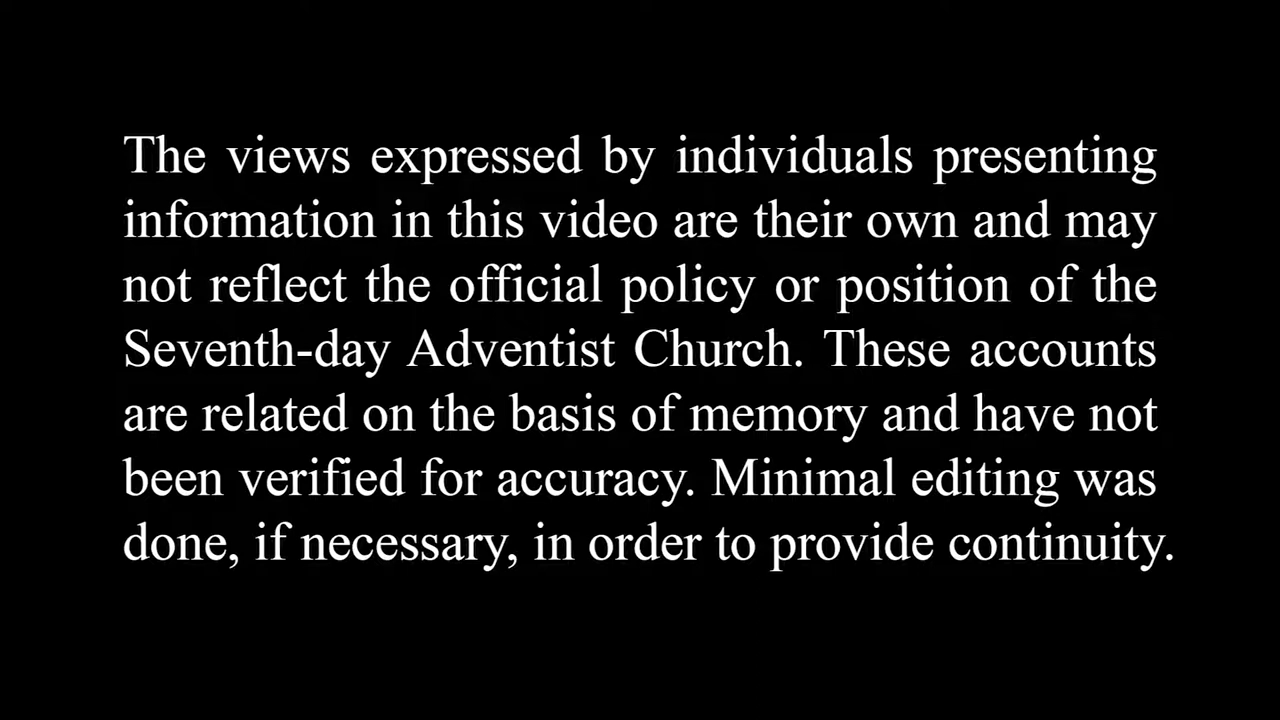 The views expressed by individuals presenting
information in this video are their own and may
not reflect the official policy or position of the
Seventh-day Adventist Church. These accounts
are related on the basis of memory and have not
been verified for accuracy. Minimal editing was
done, if necessary, in order to provide continuity.